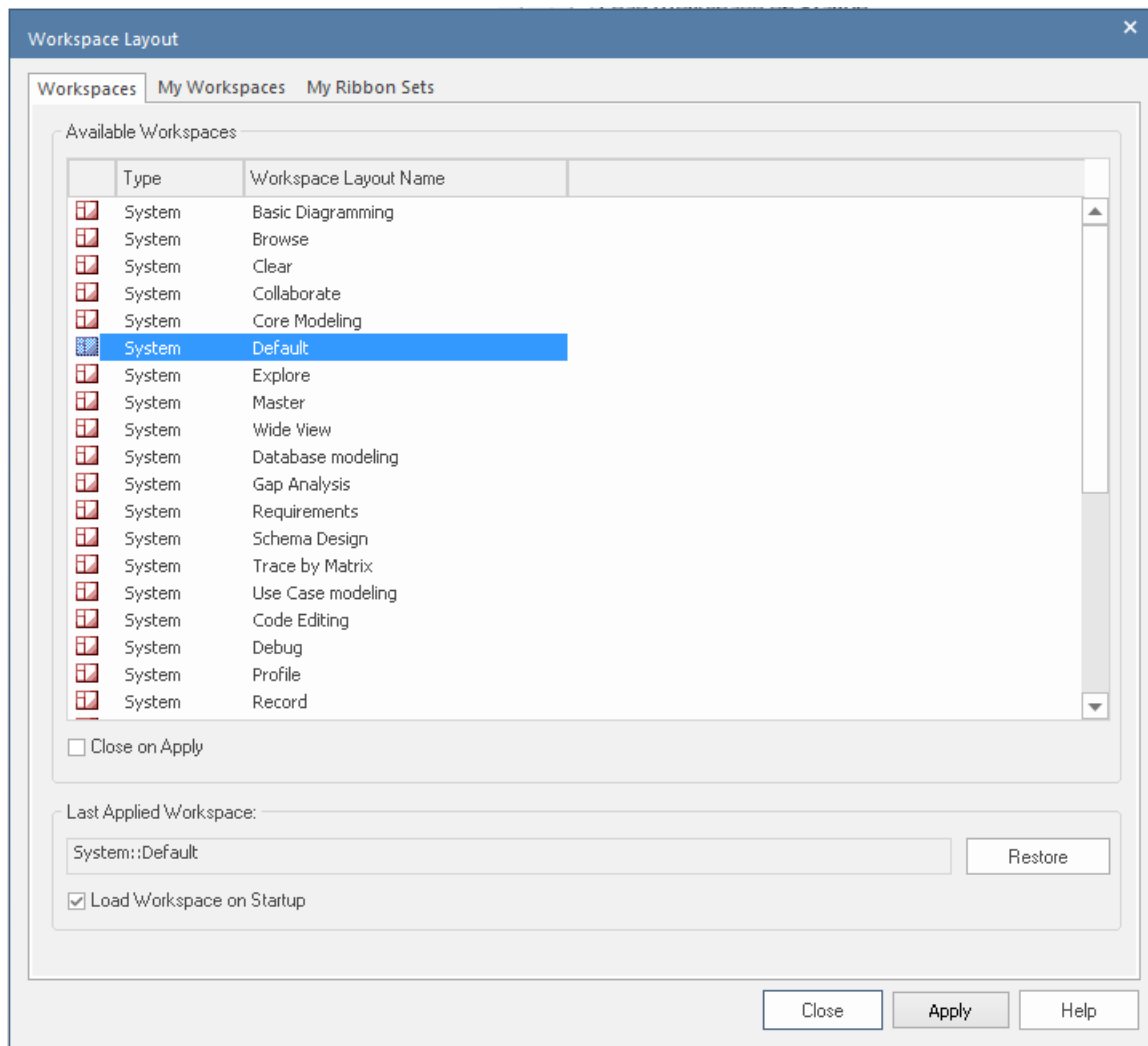 Workspace Layout
Workspaces My Workspaces My Ribbon Sets
Available Workspaces
Type Workspace Layout Name
System Basic Diagramming
System Browse
System Clear
System Collaborate
System Core Modeling
System Default
System Explore
System Master
System Wide View
System Database modeling
System Gap Analysis
System Requirements
System Schema Design
System Trace by Matrix
System Use Case modeling
System Code Editing
System Debug
System Profile
System Record
Close on Apply
Last Applied Workspace:
System::Default Restore
Load Workspace on Startup
Close Apply Help